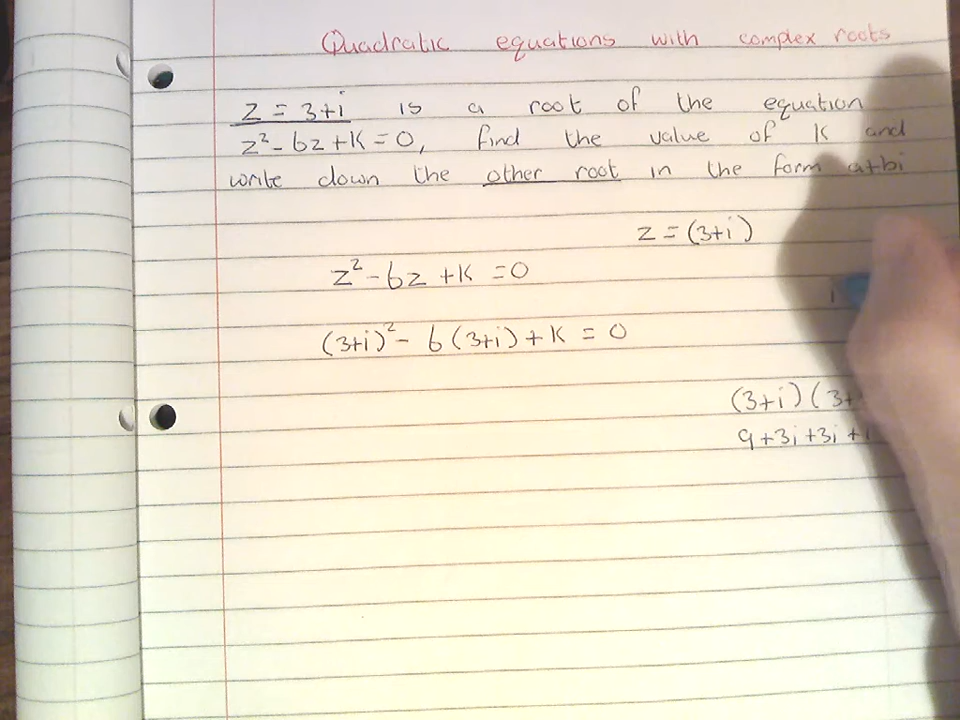 Quadratic equations with complex roots
z = 3+i is a root of the equation
z² - 6z + k = 0, find the value of k and
write down the other root in the form a+bi
z = (3+i)
z² - 6z + k = 0
(3+i)² - 6(3+i) + k = 0
(3+i)(3+
9 + 3i + 3i +